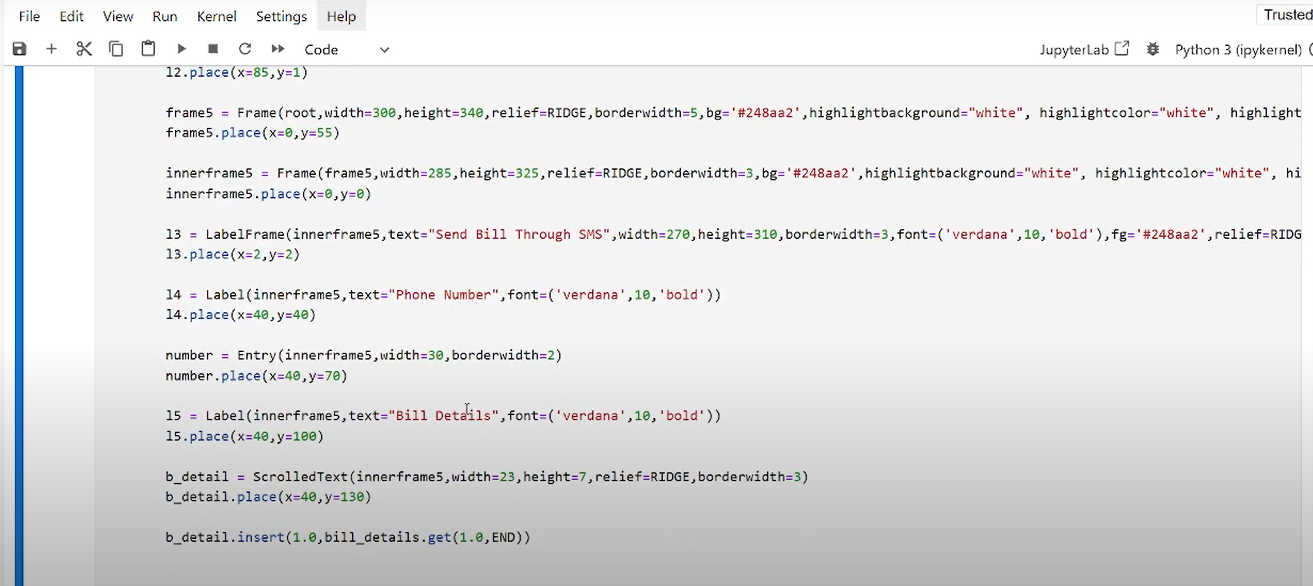 File Edit View Run Kernel Settings Help Trusted
Code JupyterLab Python 3 (ipykernel)
l2.place(x=85,y=1)
frame5 = Frame(root,width=300,height=340,relief=RIDGE,borderwidth=5,bg='#248aa2',highlightbackground="white", highlightcolor="white", highlight
frame5.place(x=0,y=55)
innerframe5 = Frame(frame5,width=285,height=325,relief=RIDGE,borderwidth=3,bg='#248aa2',highlightbackground="white", highlightcolor="white", hi
innerframe5.place(x=0,y=0)
l3 = LabelFrame(innerframe5,text="Send Bill Through SMS",width=270,height=310,borderwidth=3,font=('verdana',10,'bold'),fg='#248aa2',relief=RIDG
l3.place(x=2,y=2)
l4 = Label(innerframe5,text="Phone Number",font=('verdana',10,'bold'))
l4.place(x=40,y=40)
number = Entry(innerframe5,width=30,borderwidth=2)
number.place(x=40,y=70)
l5 = Label(innerframe5,text="Bill Details",font=('verdana',10,'bold'))
l5.place(x=40,y=100)
b_detail = ScrolledText(innerframe5,width=23,height=7,relief=RIDGE,borderwidth=3)
b_detail.place(x=40,y=130)
b_detail.insert(1.0,bill_details.get(1.0,END))